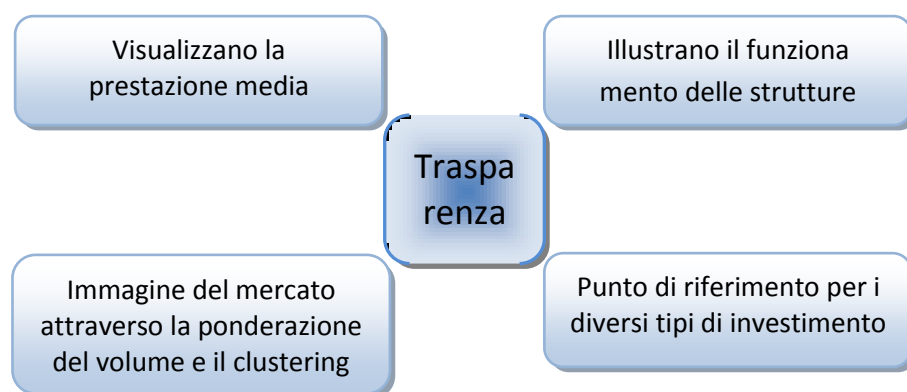 Visualizzano la
prestazione media
Illustrano il funziona
mento delle strutture
Traspa
renza
Immagine del mercato
attraverso la ponderazione
del volume e il clustering
Punto di riferimento per i
diversi tipi di investimento